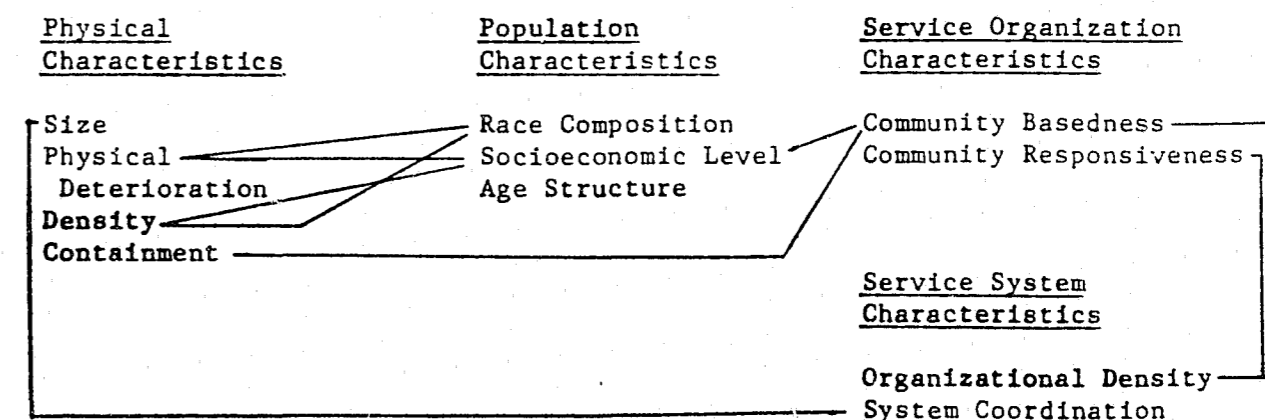 Physical
Characteristics
Size
Physical
Deterioration
Density
Containment
Population
Characteristics
Race Composition
Socioeconomic Level
Age Structure
Service Organization
Characteristics
Community Basedness
Community Responsiveness
Service System
Characteristics
Organizational Density
System Coordination